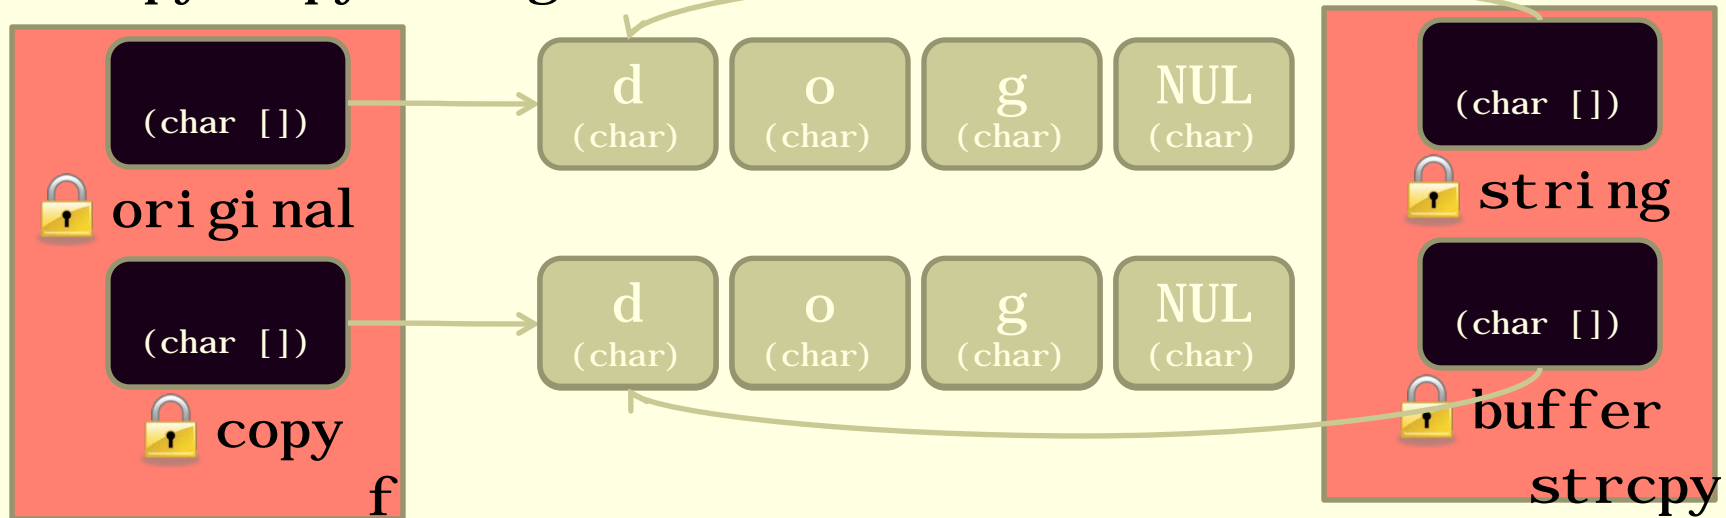 (char []) d o g NUL (char [])
(char) (char) (char) (char)
original string
(char []) d o g NUL (char [])
(char) (char) (char) (char)
copy buffer
f strcpy